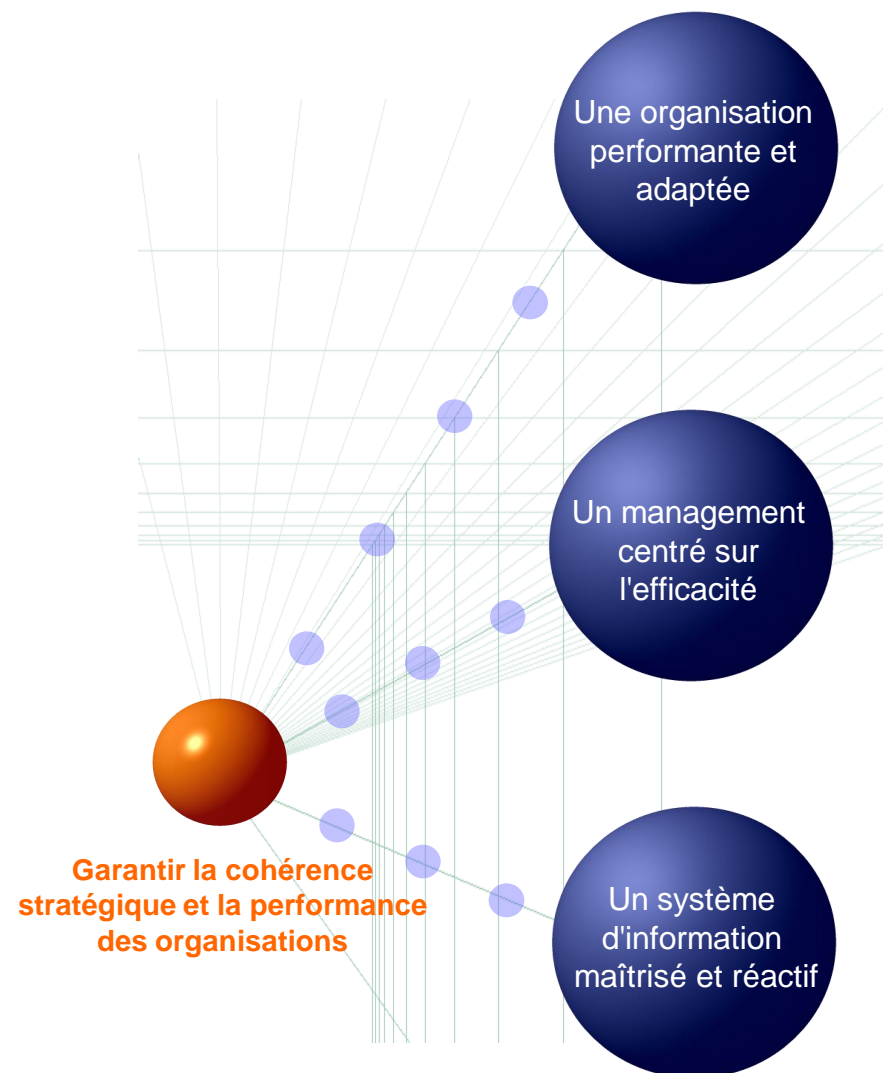 Une organisation
performante et
adaptée
Un management
centré sur
l'efficacité
Garantir la cohérence
stratégique et la performance
des organisations
Un système
d'information
maîtrisé et réactif